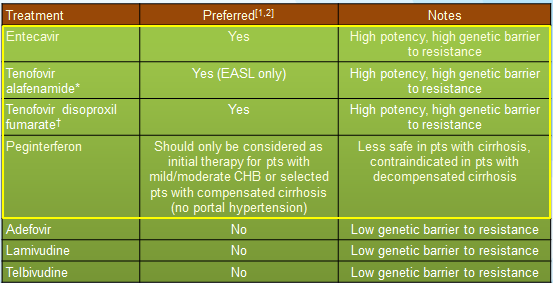 Treatment Preferred[1,2] Notes
Entecavir Yes High potency, high genetic barrier
to resistance
Tenofovir Yes (EASL only) High potency, high genetic barrier
alafenamide* to resistance
Tenofovir disoproxil Yes High potency, high genetic barrier
fumarate† to resistance
Peginterferon Should only be considered as Less safe in pts with cirrhosis,
initial therapy for pts with contraindicated in pts with
mild/moderate CHB or selected decompensated cirrhosis
pts with compensated cirrhosis
(no portal hypertension)
Adefovir No Low genetic barrier to resistance
Lamivudine No Low genetic barrier to resistance
Telbivudine No Low genetic barrier to resistance